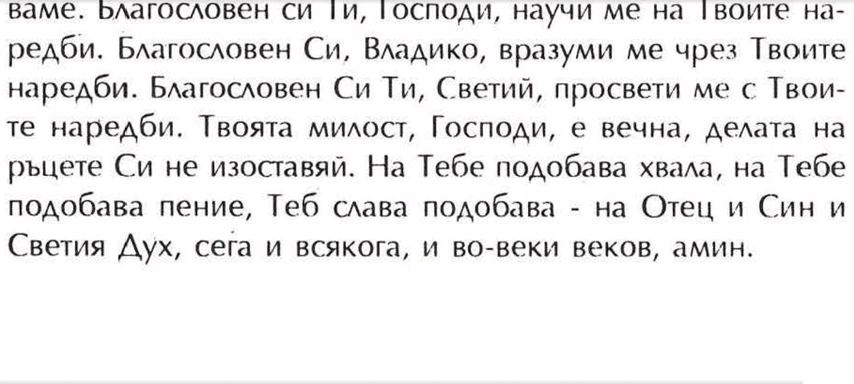 ваме. Благословен си Ти, Господи, научи ме на Твоите на-
редби. Благословен Си, Владико, вразуми ме чрез Твоите
наредби. Благословен Си Ти, Светий, просвети ме с Твои-
те наредби. Твоята милост, Господи, е вечна, делата на
ръцете Си не изоставяй. На Тебе подобава хвала, на Тебе
подобава пение, Теб слава подобава - на Отец и Син и
Светия Дух, сега и всякога, и во-веки веков, амин.